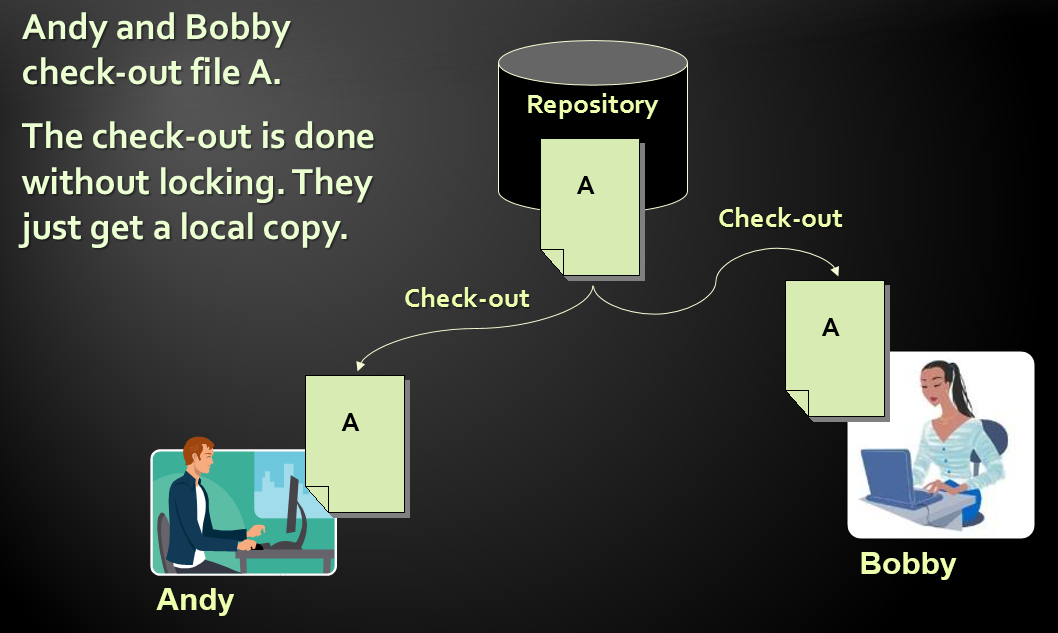 Andy and Bobby
check-out file A.
The check-out is done
without locking. They
just get a local copy.
Repository
A
Check-out
Check-out
A
A
Andy
Bobby